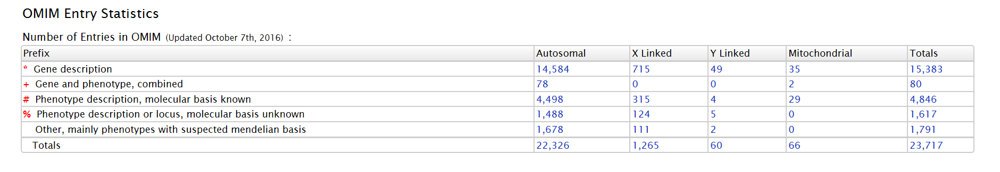 OMIM Entry Statistics
Number of Entries in OMIM (Updated October 7th, 2016) :
Prefix Autosomal X Linked Y Linked Mitochondrial Totals
* Gene description 14,584 715 49 35 15,383
+ Gene and phenotype, combined 78 0 0 2 80
# Phenotype description, molecular basis known 4,498 315 4 29 4,846
% Phenotype description or locus, molecular basis unknown 1,488 124 5 0 1,617
Other, mainly phenotypes with suspected mendelian basis 1,678 111 2 0 1,791
Totals 22,326 1,265 60 66 23,717